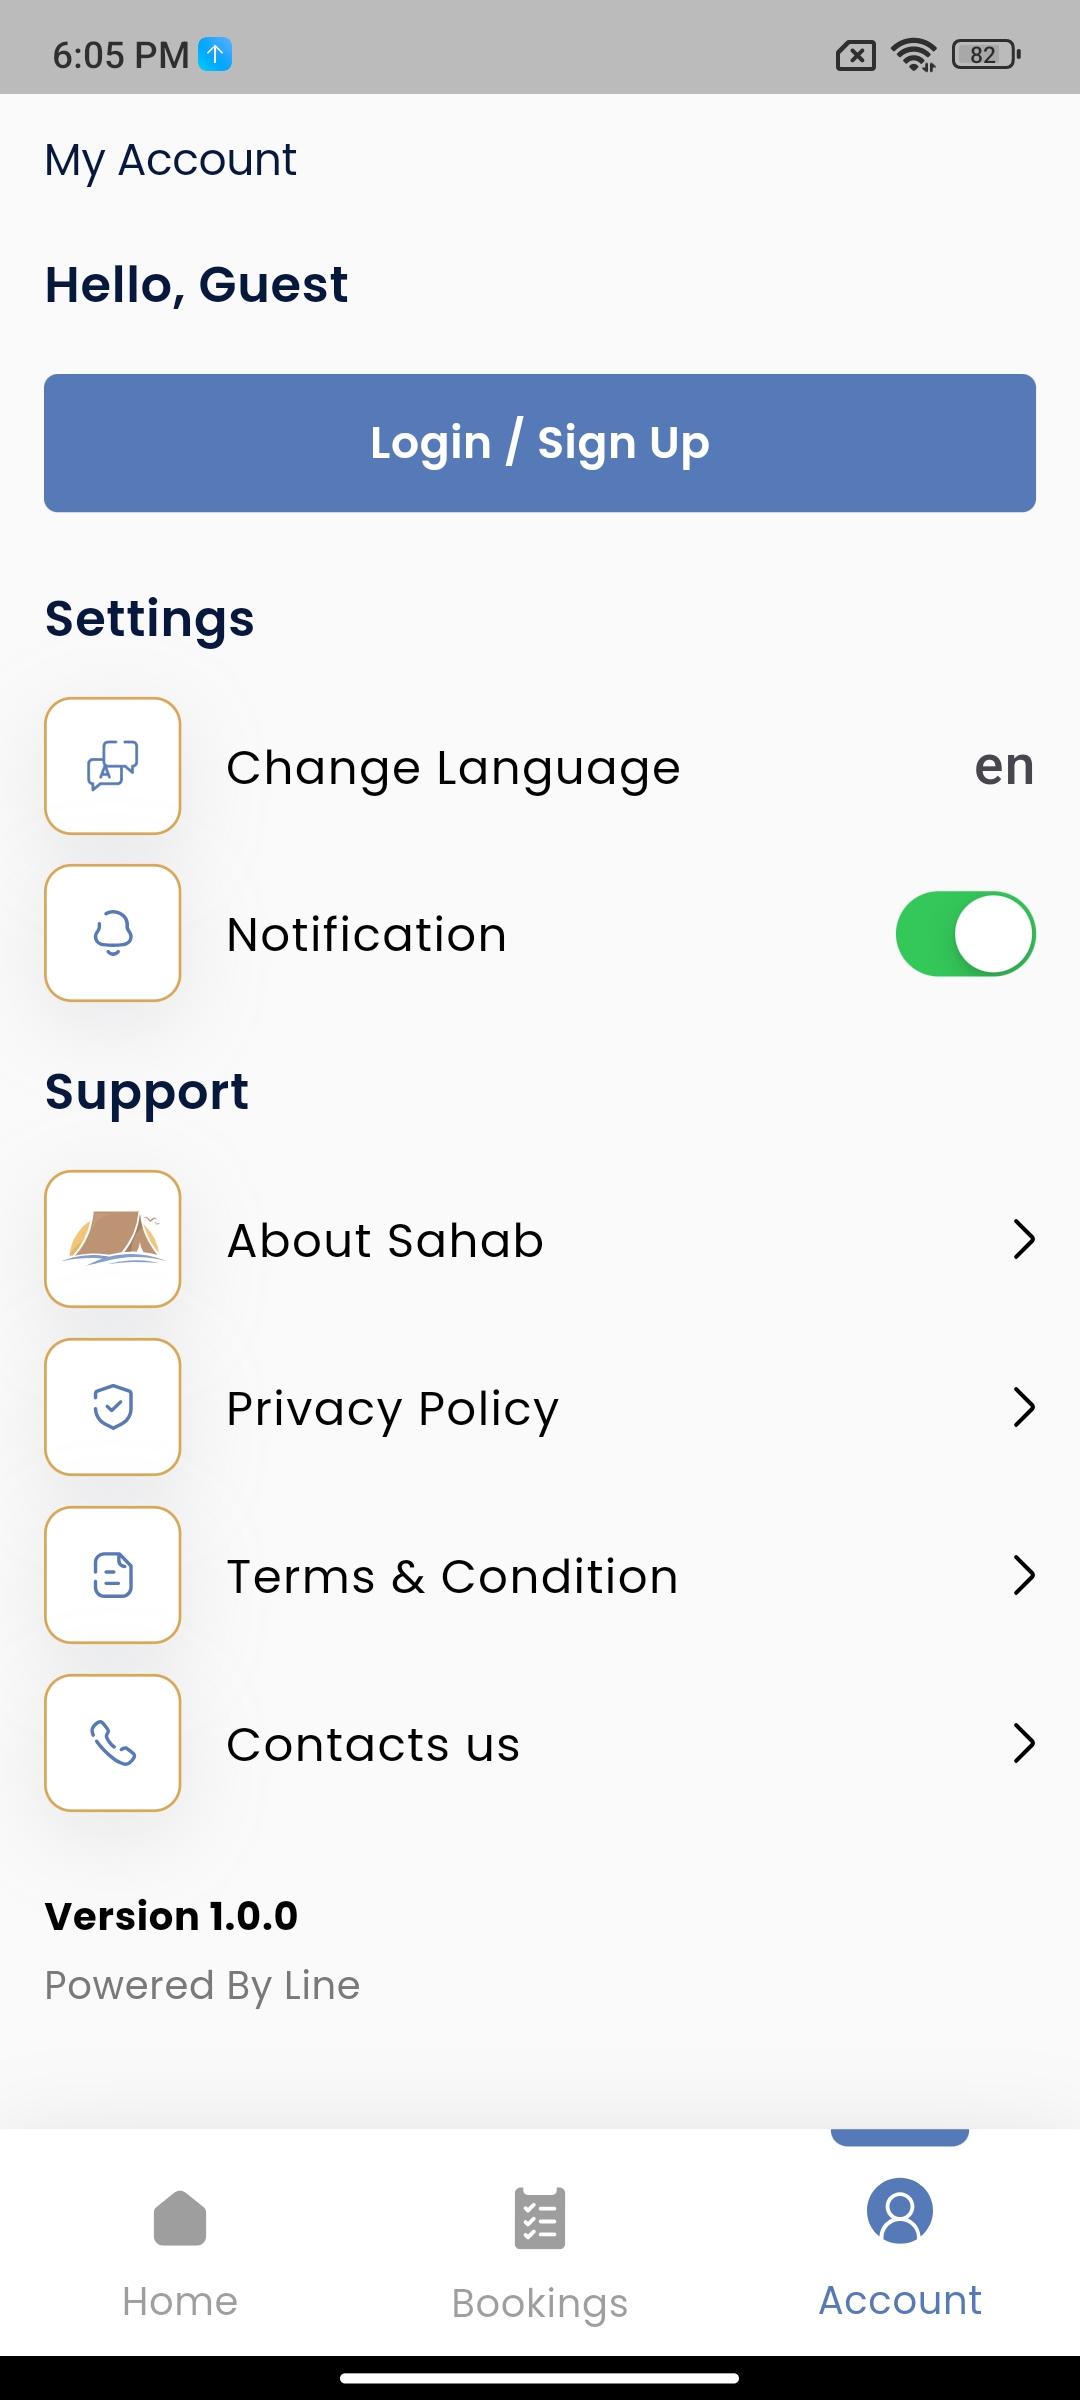 6:05 PM
82
My Account
Hello, Guest
Login / Sign Up
Settings
Change Language
en
Notification
Support
About Sahab
Privacy Policy
Terms & Condition
Contacts us
Version 1.0.0
Powered By Line
Home
Bookings
Account